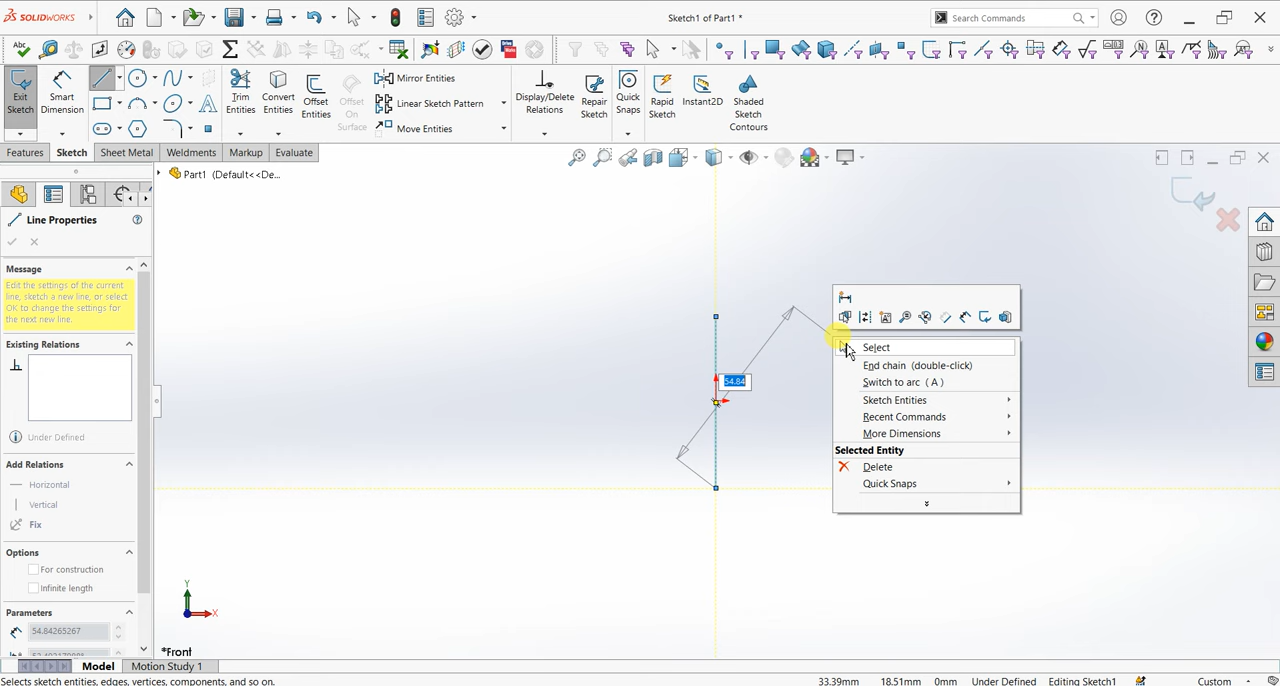 SOLIDWORKS
Sketch1 of Part1 *
Search Commands
Exit Sketch
Smart Dimension
Trim Entities
Convert Entities
Offset Entities
Offset On Surface
Mirror Entities
Linear Sketch Pattern
Move Entities
Display/Delete Relations
Repair Sketch
Quick Snaps
Rapid Sketch
Instant2D
Shaded Sketch Contours
Features
Sketch
Sheet Metal
Weldments
Markup
Evaluate
Part1 (Default<<De...
Line Properties
Message
Edit the settings of the current
line, sketch a new line, or select
OK to change the settings for
the next new line.
Existing Relations
Under Defined
Add Relations
Horizontal
Vertical
Fix
Options
For construction
Infinite length
Parameters
54.84265267
54.84
Select
End chain (double-click)
Switch to arc (A)
Sketch Entities
Recent Commands
More Dimensions
Selected Entity
Delete
Quick Snaps
Y
X
*Front
Model
Motion Study 1
Selects sketch entities, edges, vertices, components, and so on.
33.39mm
18.51mm
0mm
Under Defined
Editing Sketch1
Custom